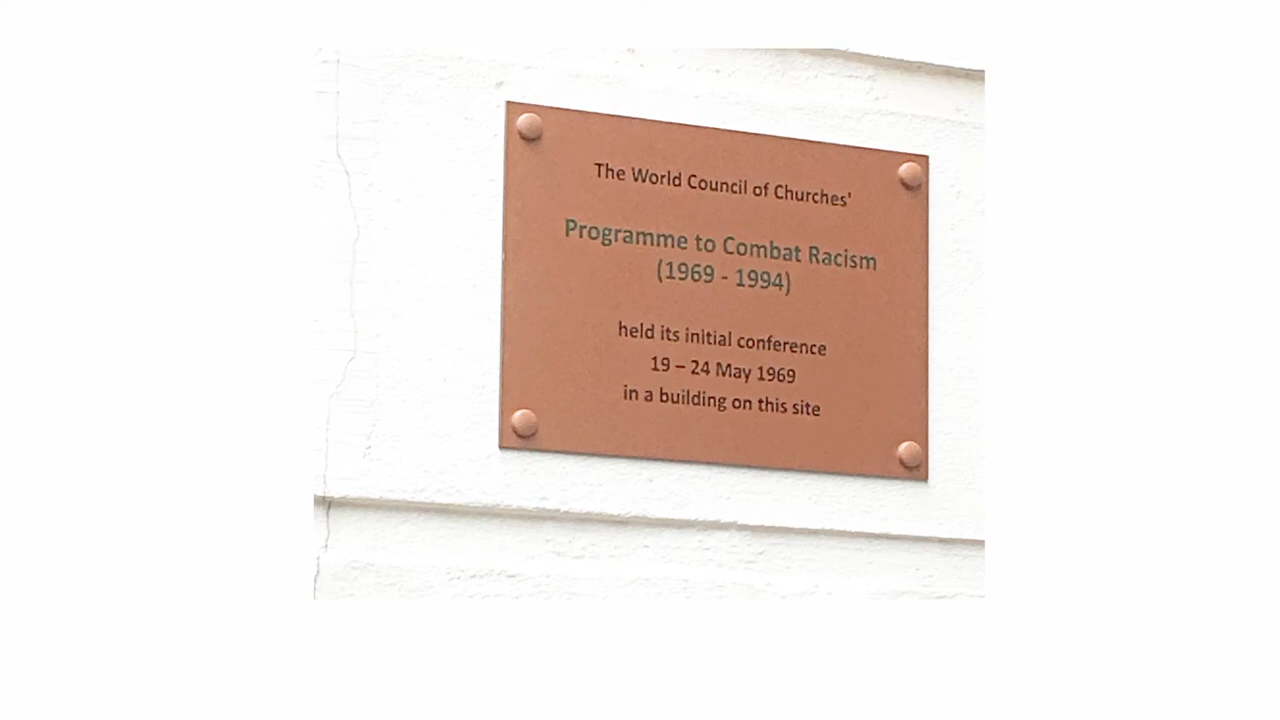 The World Council of Churches'
Programme to Combat Racism
(1969 - 1994)
held its initial conference
19 – 24 May 1969
in a building on this site